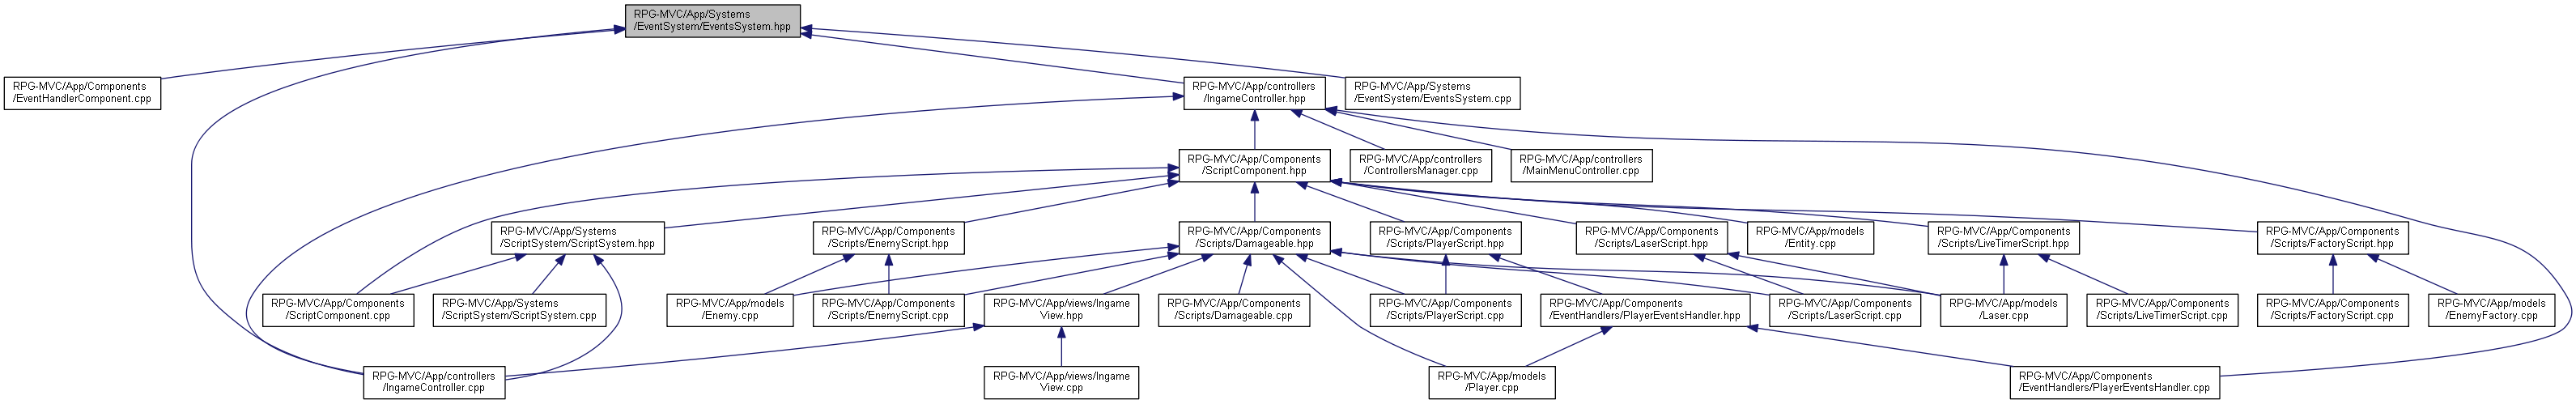 RPG-MVC/App/Systems
/EventSystem/EventsSystem.hpp
RPG-MVC/App/Components
/EventHandlerComponent.cpp
RPG-MVC/App/controllers
/IngameController.hpp
RPG-MVC/App/Systems
/EventSystem/EventsSystem.cpp
RPG-MVC/App/Components
/ScriptComponent.hpp
RPG-MVC/App/controllers
/ControllersManager.cpp
RPG-MVC/App/controllers
/MainMenuController.cpp
RPG-MVC/App/Systems
/ScriptSystem/ScriptSystem.hpp
RPG-MVC/App/Components
/Scripts/EnemyScript.hpp
RPG-MVC/App/Components
/Scripts/Damageable.hpp
RPG-MVC/App/Components
/Scripts/PlayerScript.hpp
RPG-MVC/App/Components
/Scripts/LaserScript.hpp
RPG-MVC/App/models
/Entity.cpp
RPG-MVC/App/Components
/Scripts/LiveTimerScript.hpp
RPG-MVC/App/Components
/Scripts/FactoryScript.hpp
RPG-MVC/App/Components
/ScriptComponent.cpp
RPG-MVC/App/Systems
/ScriptSystem/ScriptSystem.cpp
RPG-MVC/App/models
/Enemy.cpp
RPG-MVC/App/Components
/Scripts/EnemyScript.cpp
RPG-MVC/App/views/Ingame
View.hpp
RPG-MVC/App/Components
/Scripts/Damageable.cpp
RPG-MVC/App/Components
/Scripts/PlayerScript.cpp
RPG-MVC/App/Components
/EventHandlers/PlayerEventsHandler.hpp
RPG-MVC/App/Components
/Scripts/LaserScript.cpp
RPG-MVC/App/models
/Laser.cpp
RPG-MVC/App/Components
/Scripts/LiveTimerScript.cpp
RPG-MVC/App/Components
/Scripts/FactoryScript.cpp
RPG-MVC/App/models
/EnemyFactory.cpp
RPG-MVC/App/controllers
/IngameController.cpp
RPG-MVC/App/views/Ingame
View.cpp
RPG-MVC/App/models
/Player.cpp
RPG-MVC/App/Components
/EventHandlers/PlayerEventsHandler.cpp